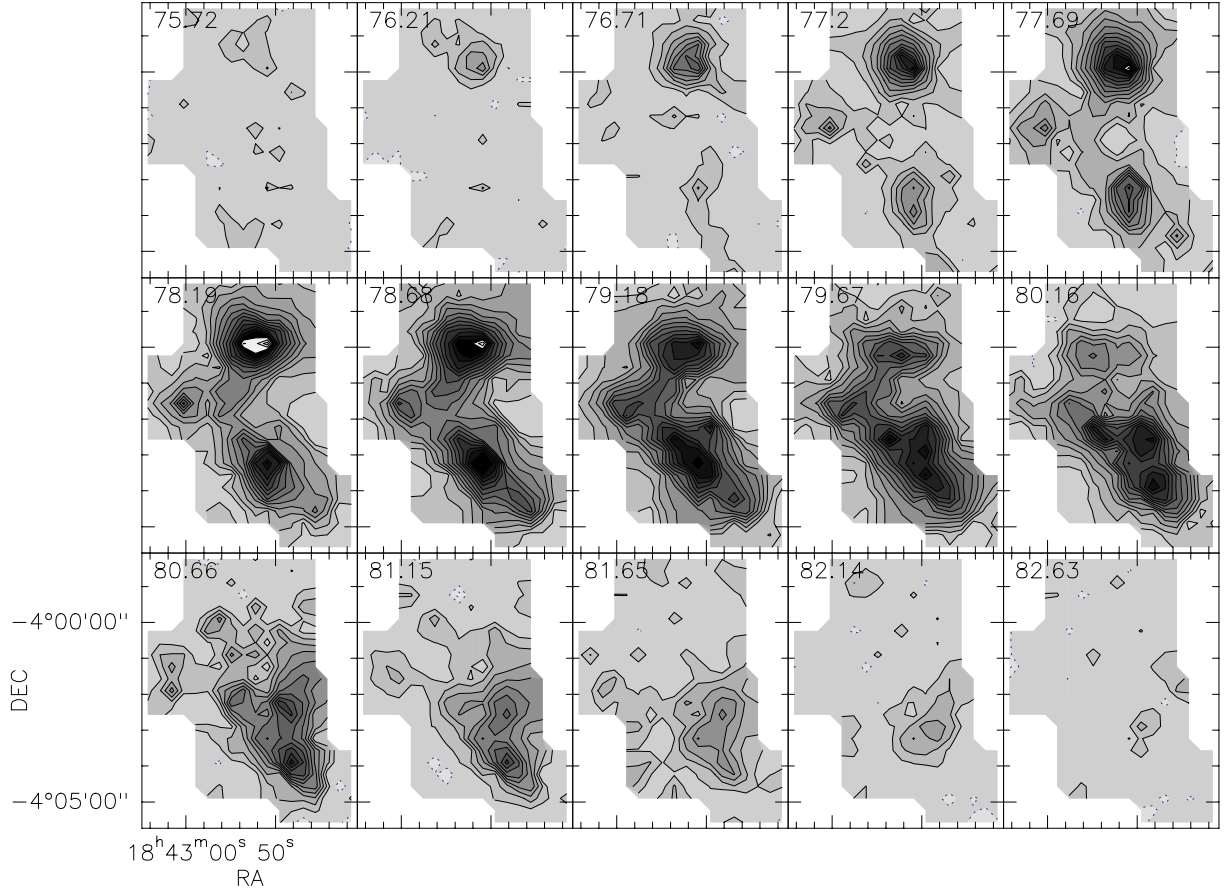 75.72 76.21 76.71 77.2 77.69
78.19 78.68 79.18 79.67 80.16
80.66 81.15 81.65 82.14 82.63
−4°00'00"
DEC
−4°05'00"
18ʰ43ᵐ00ˢ 50ˢ
RA